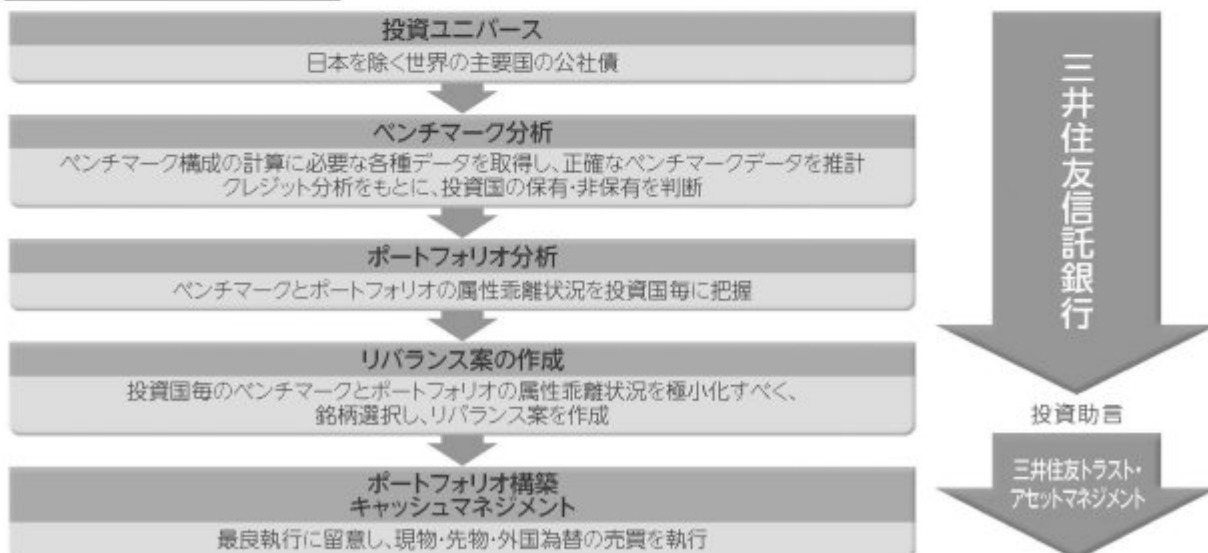 投資ユニバース
日本を除く世界の主要国の公社債
ベンチマーク分析
ベンチマーク構成の計算に必要な各種データを取得し、正確なベンチマークデータを推計
クレジット分析をもとに、投資国の保有・非保有を判断
ポートフォリオ分析
ベンチマークとポートフォリオの属性乖離状況を投資国毎に把握
リバランス案の作成
投資国毎のベンチマークとポートフォリオの属性乖離状況を極小化すべく、
銘柄選択し、リバランス案を作成
ポートフォリオ構築
キャッシュマネジメント
最良執行に留意し、現物・先物・外国為替の売買を執行
三井住友信託銀行
投資助言
三井住友トラスト・
アセットマネジメント